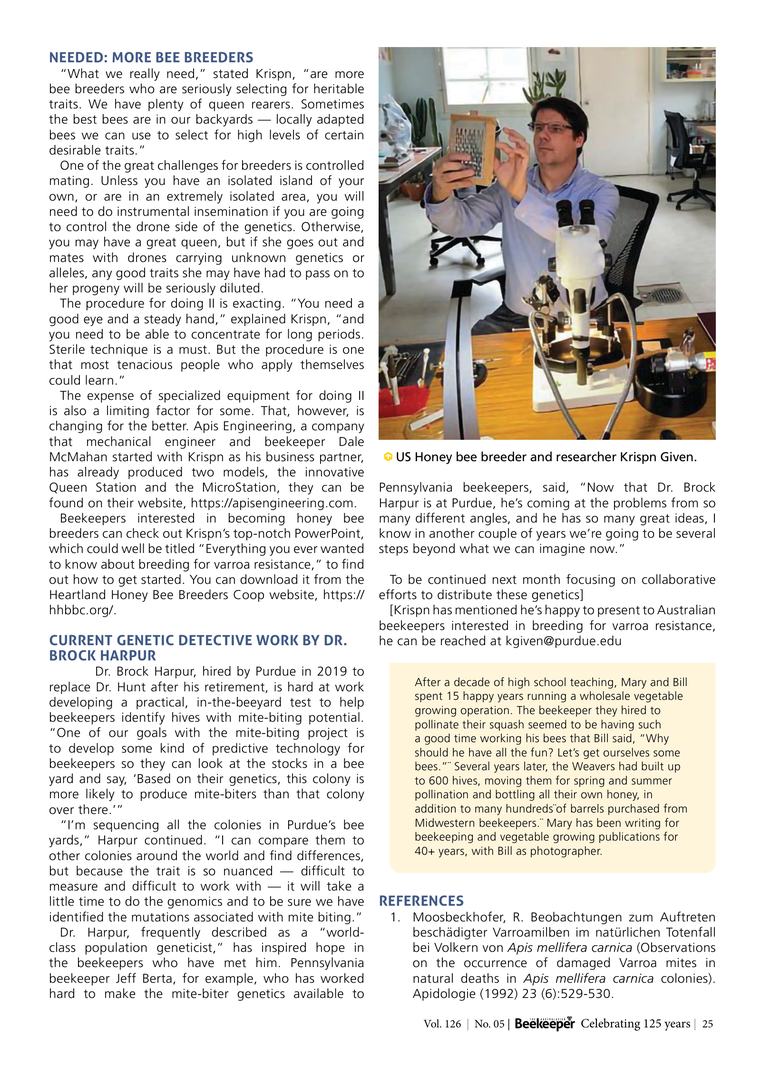 NEEDED: MORE BEE BREEDERS
“What we really need,” stated Krispn, “are more
bee breeders who are seriously selecting for heritable
traits. We have plenty of queen rearers. Sometimes
the best bees are in our backyards — locally adapted
bees we can use to select for high levels of certain
desirable traits.”
One of the great challenges for breeders is controlled
mating. Unless you have an isolated island of your
own, or are in an extremely isolated area, you will
need to do instrumental insemination if you are going
to control the drone side of the genetics. Otherwise,
you may have a great queen, but if she goes out and
mates with drones carrying unknown genetics or
alleles, any good traits she may have had to pass on to
her progeny will be seriously diluted.
The procedure for doing II is exacting. “You need a
good eye and a steady hand,” explained Krispn, “and
you need to be able to concentrate for long periods.
Sterile technique is a must. But the procedure is one
that most tenacious people who apply themselves
could learn.”
The expense of specialized equipment for doing II
is also a limiting factor for some. That, however, is
changing for the better. Apis Engineering, a company
that mechanical engineer and beekeeper Dale
McMahan started with Krispn as his business partner,
has already produced two models, the innovative
Queen Station and the MicroStation, they can be
found on their website, https://apisengineering.com.
Beekeepers interested in becoming honey bee
breeders can check out Krispn’s top-notch PowerPoint,
which could well be titled “Everything you ever wanted
to know about breeding for varroa resistance,” to find
out how to get started. You can download it from the
Heartland Honey Bee Breeders Coop website, https://
hhbbc.org/.
CURRENT GENETIC DETECTIVE WORK BY DR.
BROCK HARPUR
Dr. Brock Harpur, hired by Purdue in 2019 to
replace Dr. Hunt after his retirement, is hard at work
developing a practical, in-the-beeyard test to help
beekeepers identify hives with mite-biting potential.
“One of our goals with the mite-biting project is
to develop some kind of predictive technology for
beekeepers so they can look at the stocks in a bee
yard and say, ‘Based on their genetics, this colony is
more likely to produce mite-biters than that colony
over there.’”
“I’m sequencing all the colonies in Purdue’s bee
yards,” Harpur continued. “I can compare them to
other colonies around the world and find differences,
but because the trait is so nuanced — difficult to
measure and difficult to work with — it will take a
little time to do the genomics and to be sure we have
identified the mutations associated with mite biting.”
Dr. Harpur, frequently described as a “world-
class population geneticist,” has inspired hope in
the beekeepers who have met him. Pennsylvania
beekeeper Jeff Berta, for example, who has worked
hard to make the mite-biter genetics available to
US Honey bee breeder and researcher Krispn Given.
Pennsylvania beekeepers, said, “Now that Dr. Brock
Harpur is at Purdue, he’s coming at the problems from so
many different angles, and he has so many great ideas, I
know in another couple of years we’re going to be several
steps beyond what we can imagine now.”
To be continued next month focusing on collaborative
efforts to distribute these genetics]
[Krispn has mentioned he’s happy to present to Australian
beekeepers interested in breeding for varroa resistance,
he can be reached at kgiven@purdue.edu
After a decade of high school teaching, Mary and Bill
spent 15 happy years running a wholesale vegetable
growing operation. The beekeeper they hired to
pollinate their squash seemed to be having such
a good time working his bees that Bill said, “Why
should he have all the fun? Let’s get ourselves some
bees.”¨ Several years later, the Weavers had built up
to 600 hives, moving them for spring and summer
pollination and bottling all their own honey, in
addition to many hundreds¨of barrels purchased from
Midwestern beekeepers.¨ Mary has been writing for
beekeeping and vegetable growing publications for
40+ years, with Bill as photographer.
REFERENCES
1. Moosbeckhofer, R. Beobachtungen zum Auftreten
beschädigter Varroamilben im natürlichen Totenfall
bei Volkern von Apis mellifera carnica (Observations
on the occurrence of damaged Varroa mites in
natural deaths in Apis mellifera carnica colonies).
Apidologie (1992) 23 (6):529-530.
Vol. 126 | No. 05 | Beekeeper Celebrating 125 years | 25